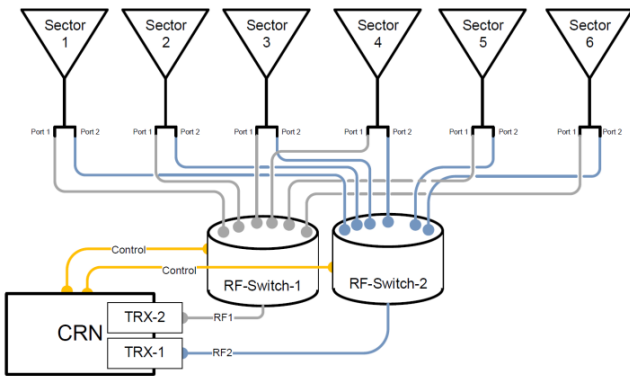 Sector
1
Sector
2
Sector
3
Sector
4
Sector
5
Sector
6
Port 1
Port 2
Port 1
Port 2
Port 1
Port 2
Port 1
Port 2
Port 1
Port 2
Port 1
Port 2
Control
Control
RF-Switch-1
RF-Switch-2
CRN
TRX-2
RF1
TRX-1
RF2